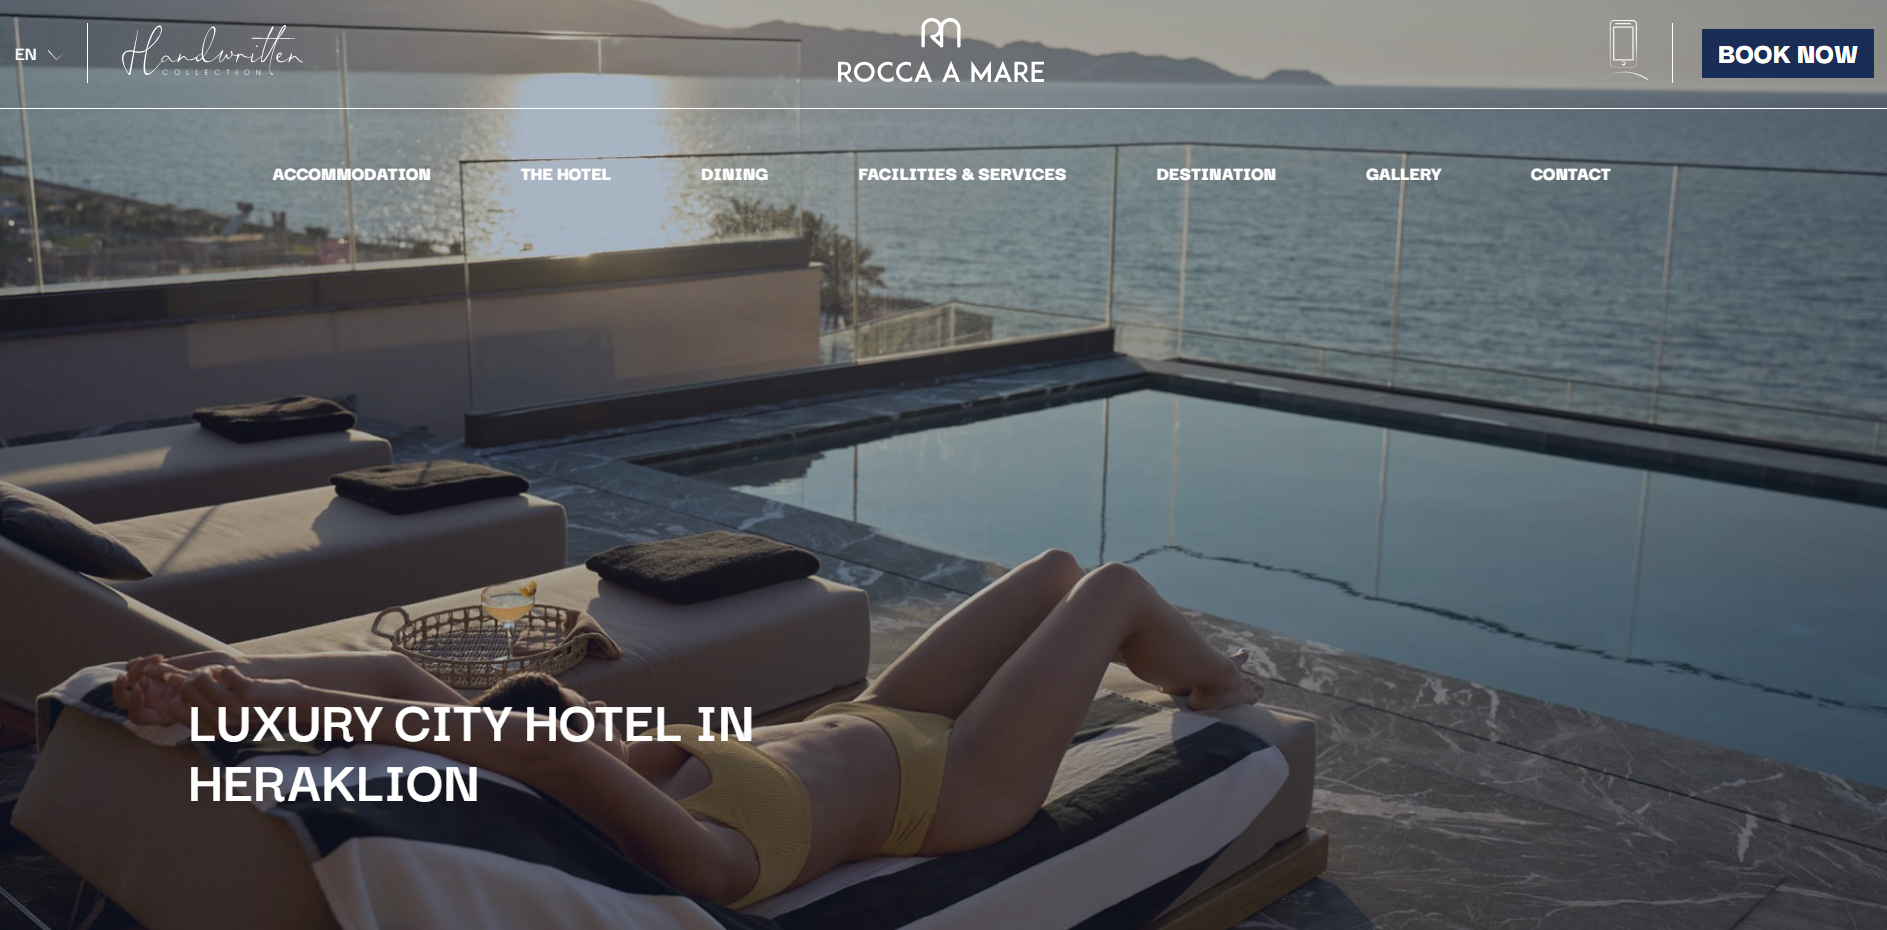 EN
Handwritten
COLLECTION
ROCCA A MARE
BOOK NOW
ACCOMMODATION
THE HOTEL
DINING
FACILITIES & SERVICES
DESTINATION
GALLERY
CONTACT
LUXURY CITY HOTEL IN
HERAKLION